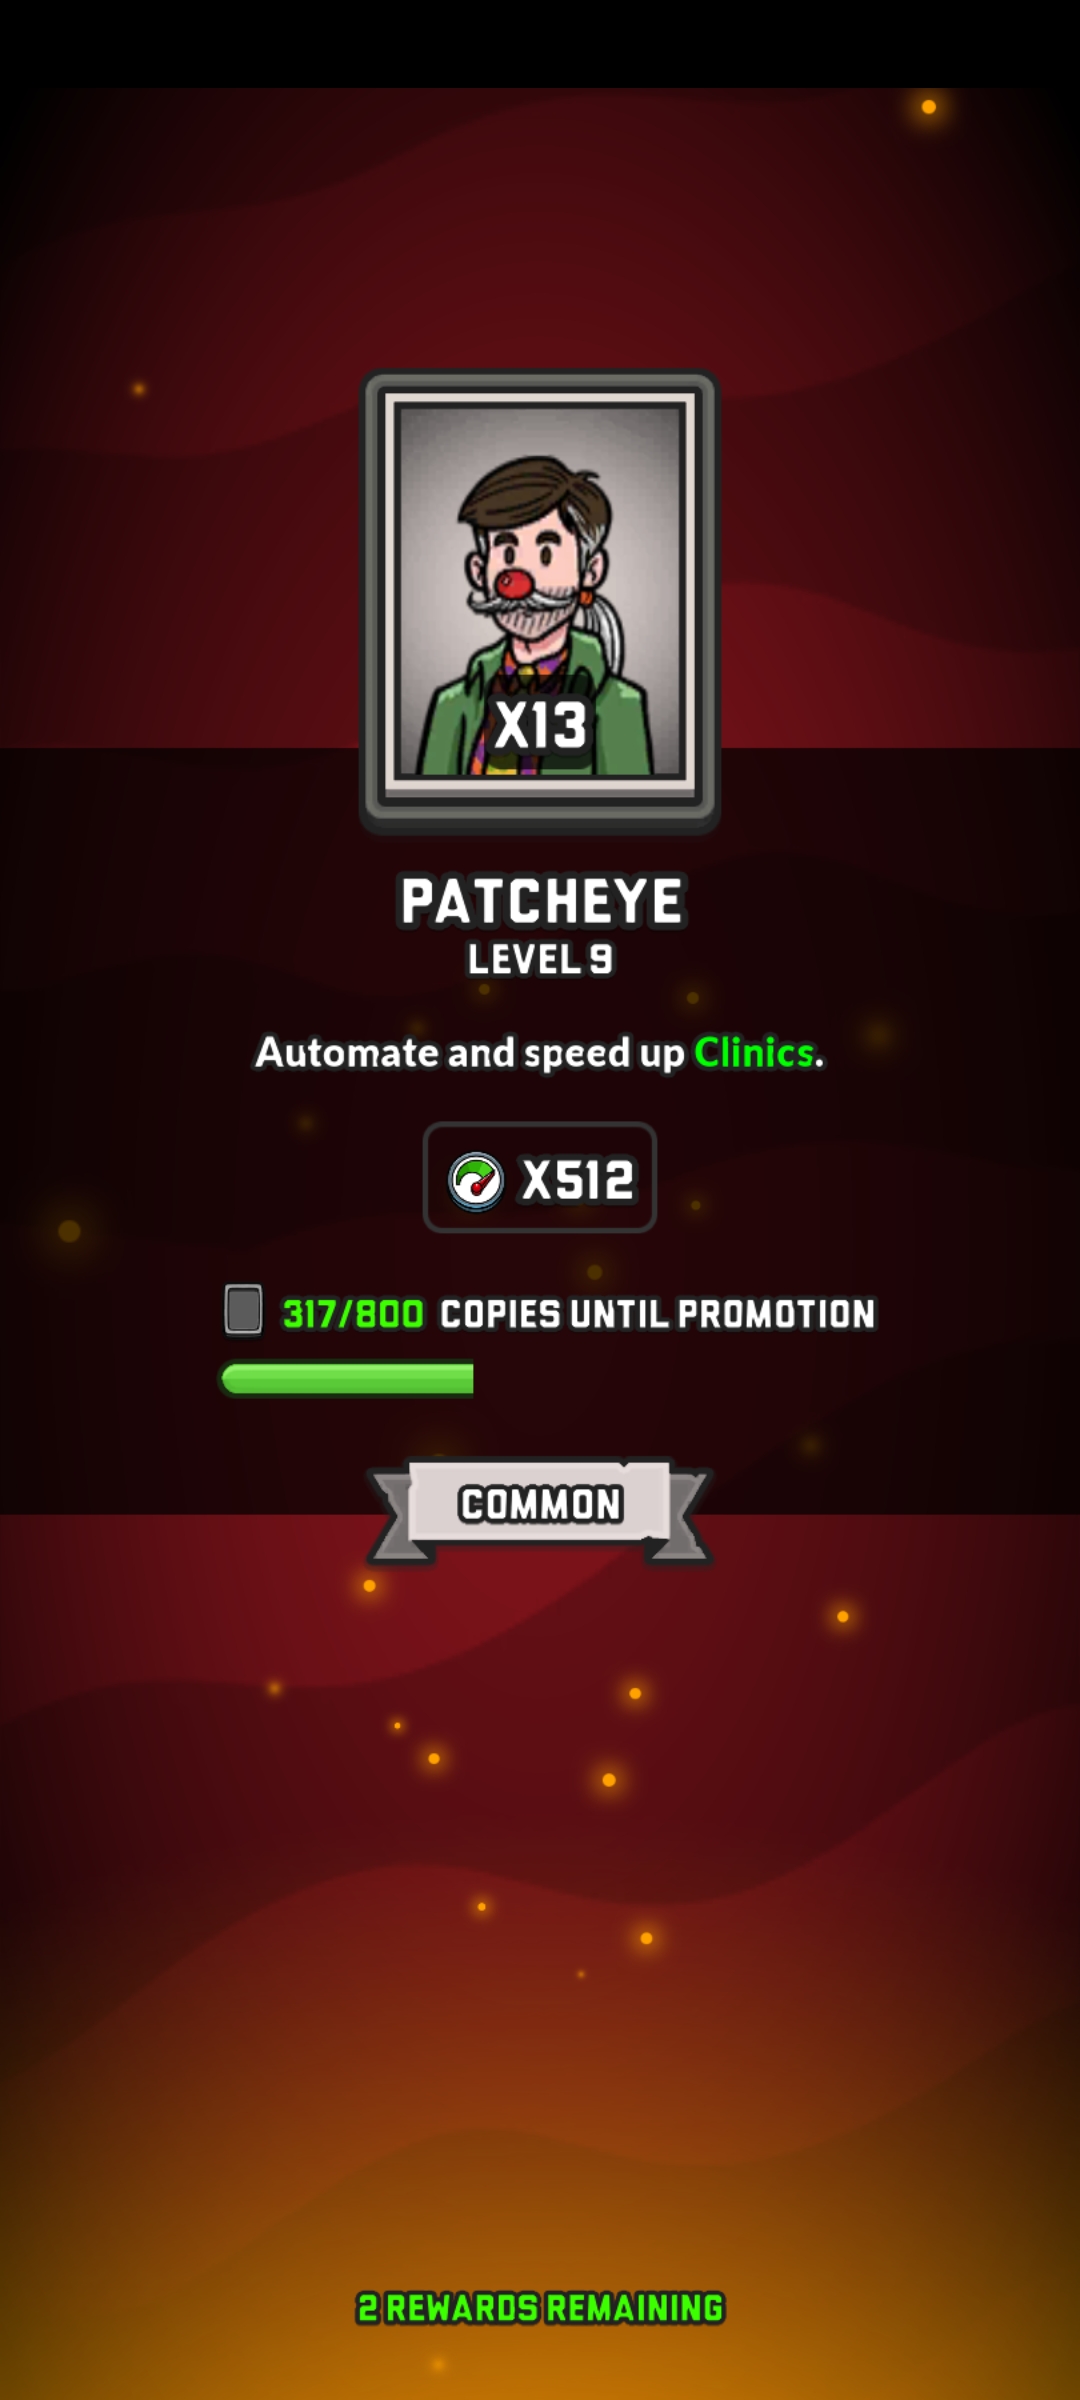 X13
PATCHEYE
LEVEL 9
Automate and speed up Clinics.
X512
317/800 COPIES UNTIL PROMOTION
COMMON
2 REWARDS REMAINING